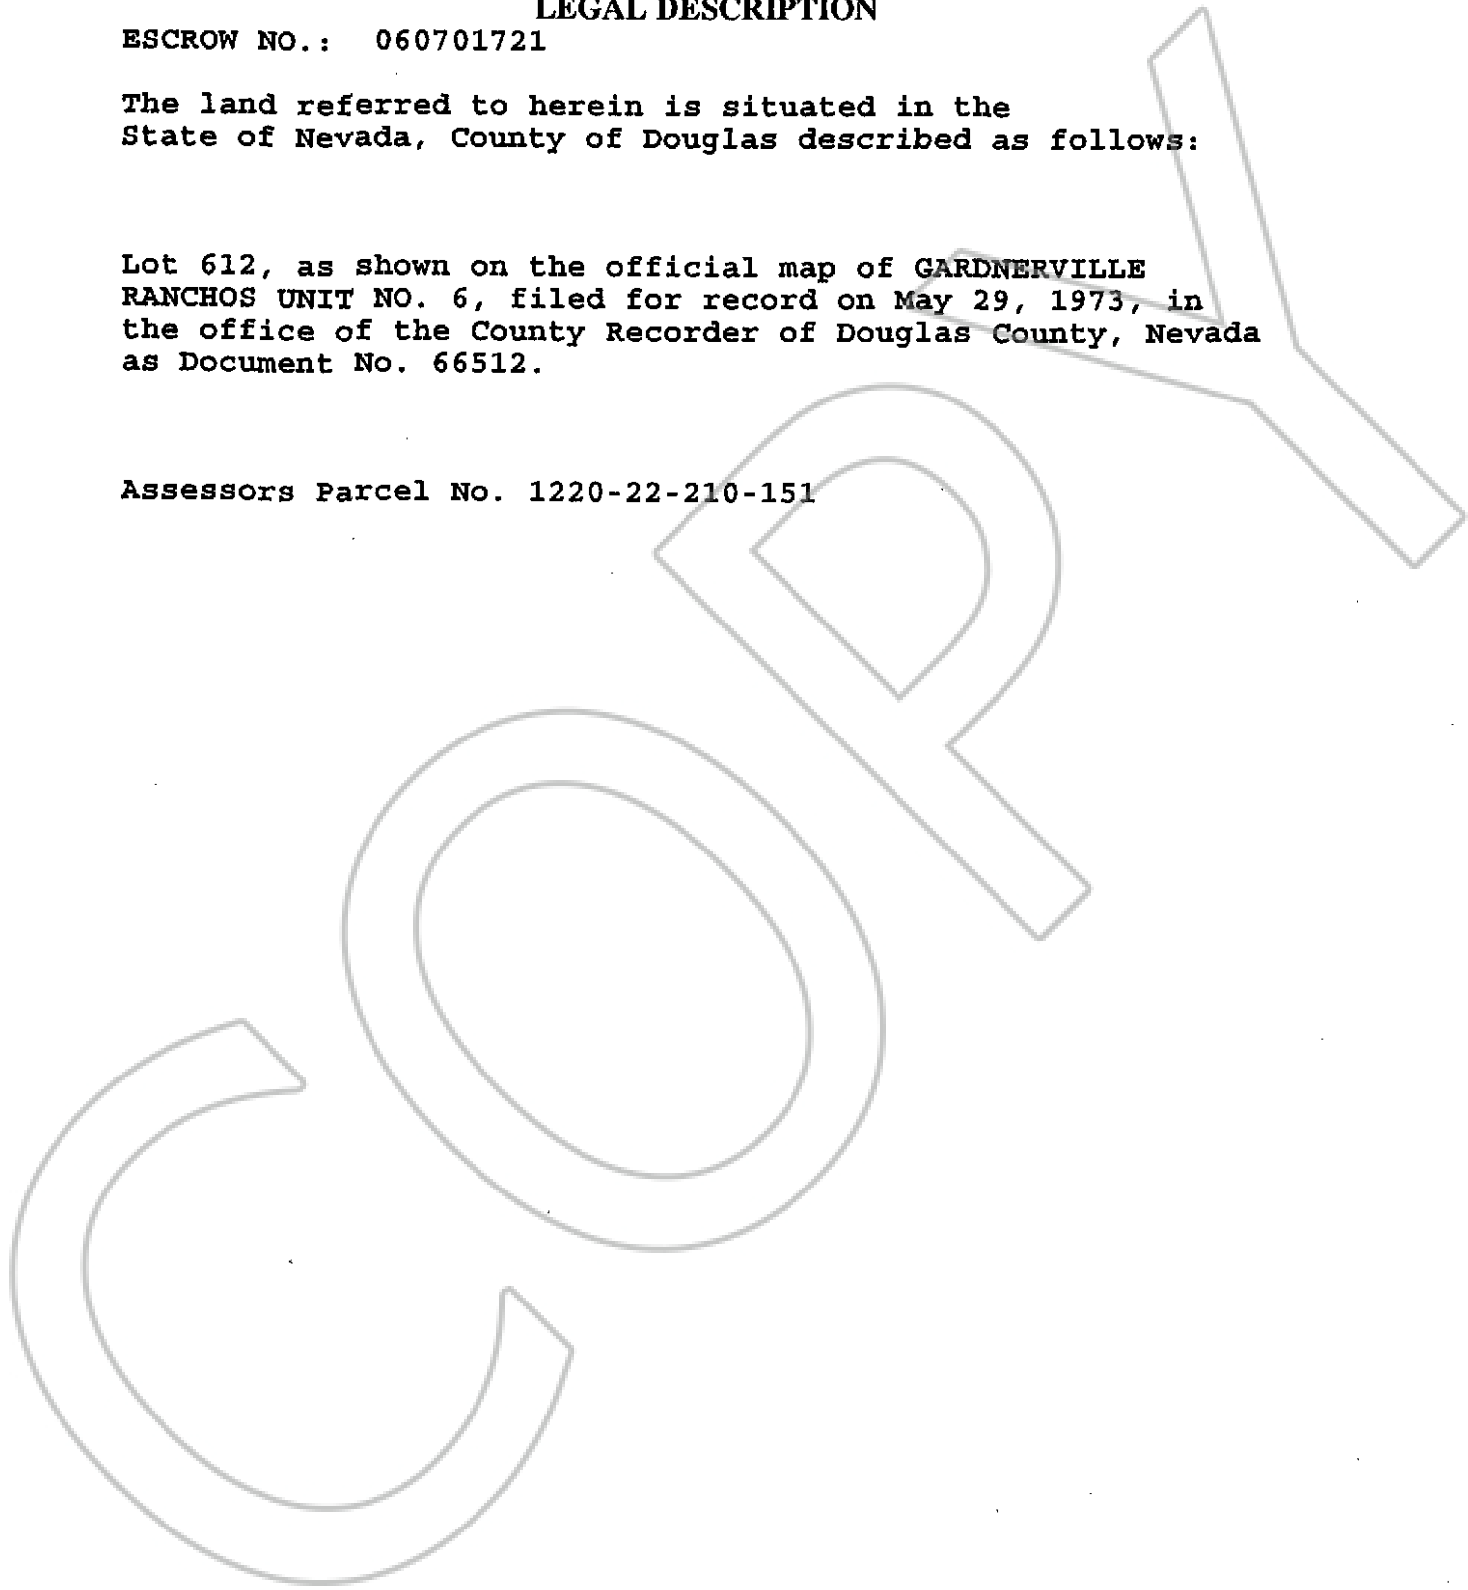 LEGAL DESCRIPTION
ESCROW NO.: 060701721
The land referred to herein is situated in the
State of Nevada, County of Douglas described as follows:
Lot 612, as shown on the official map of GARDNERVILLE
RANCHOS UNIT NO. 6, filed for record on May 29, 1973, in
the office of the County Recorder of Douglas County, Nevada
as Document No. 66512.
Assessors Parcel No. 1220-22-210-151
COPY